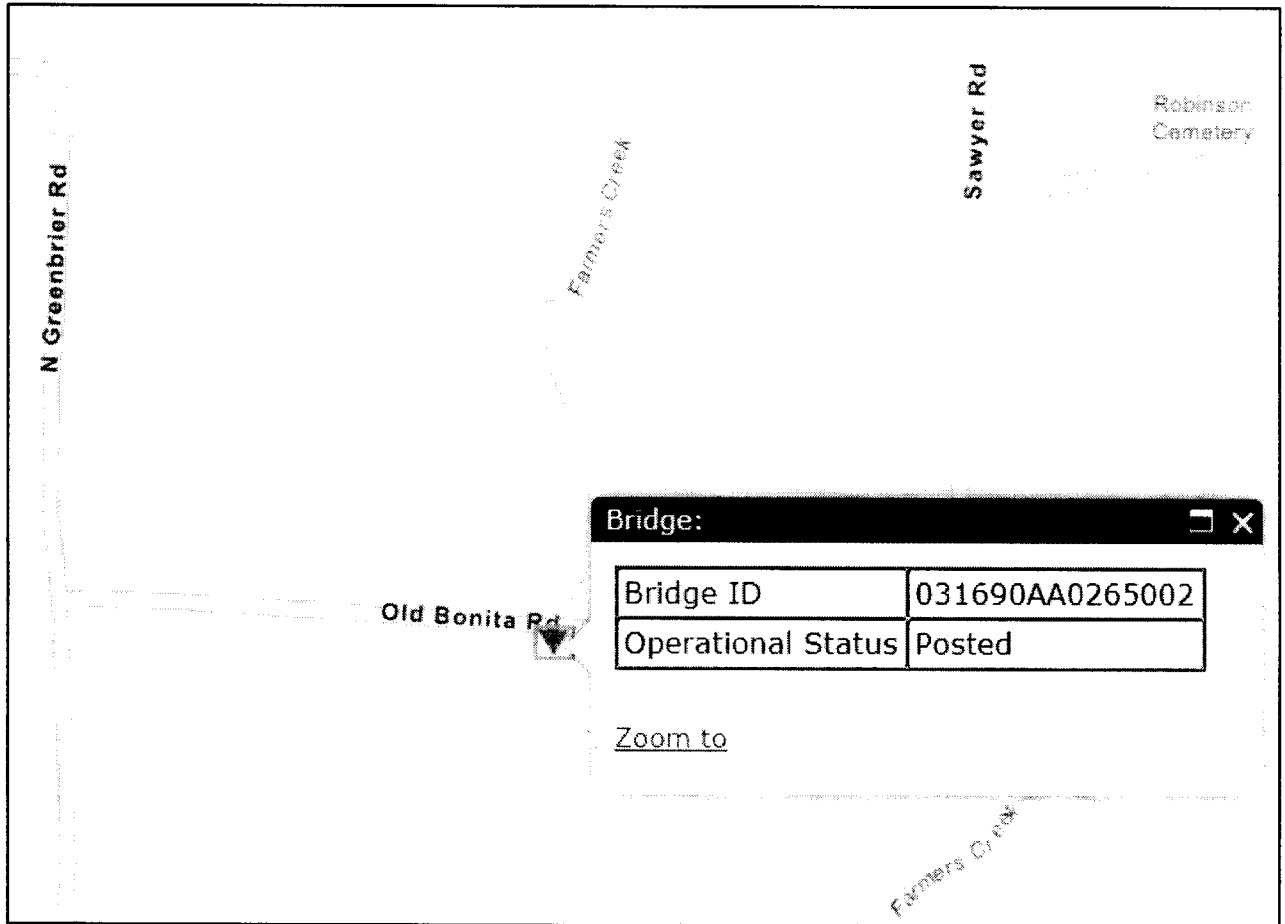 Sawyer Rd
Robinson
Cemetery
Farmers Creek
N Greenbrier Rd
Bridge:
Bridge ID 031690AA0265002
Operational Status Posted
Old Bonita Rd
Zoom to
Farmers Creek